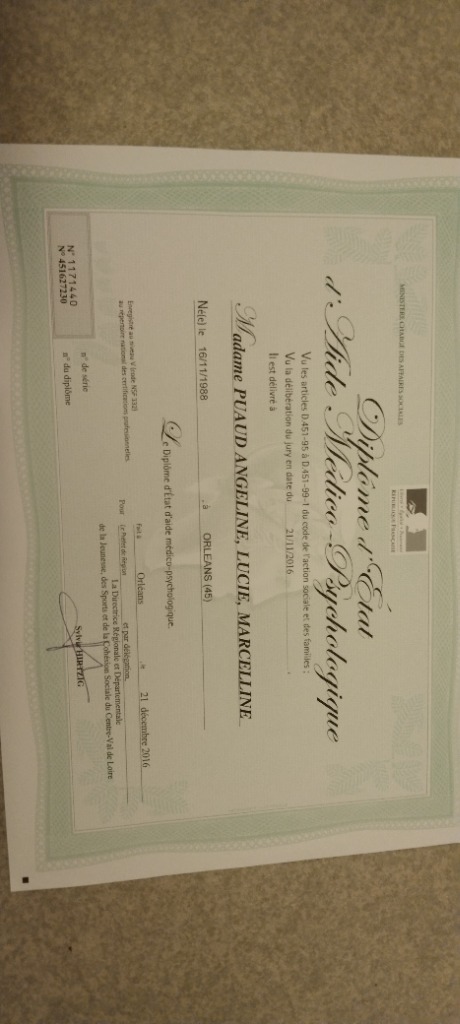 MINISTÈRE CHARGÉ DES AFFAIRES SOCIALES
Liberté • Égalité • Fraternité
RÉPUBLIQUE FRANÇAISE
Diplôme d'État
d'Aide Médico-Psychologique
Vu les articles D.451-95 à D.451-99-1 du code de l'action sociale et des familles ;
Vu la délibération du jury en date du 21/11/2016 .
Il est délivré à
Madame PUAUD ANGELINE, LUCIE, MARCELLINE
Né(e) le 16/11/1988 , à ORLEANS (45)
Le Diplôme d'État d'aide médico-psychologique.
Enregistré au niveau V (code NSF 332)
au répertoire national des certifications professionnelles
Fait à Orléans , le 21 décembre 2016
Pour Le Préfet de Région et par délégation,
La Directrice Régionale et Départementale
de la Jeunesse, des Sports et de la Cohésion Sociale du Centre-Val de Loire
Sylvie HIRTZIG
N° 1171440 n° de série
N° 451627230 n° du diplôme